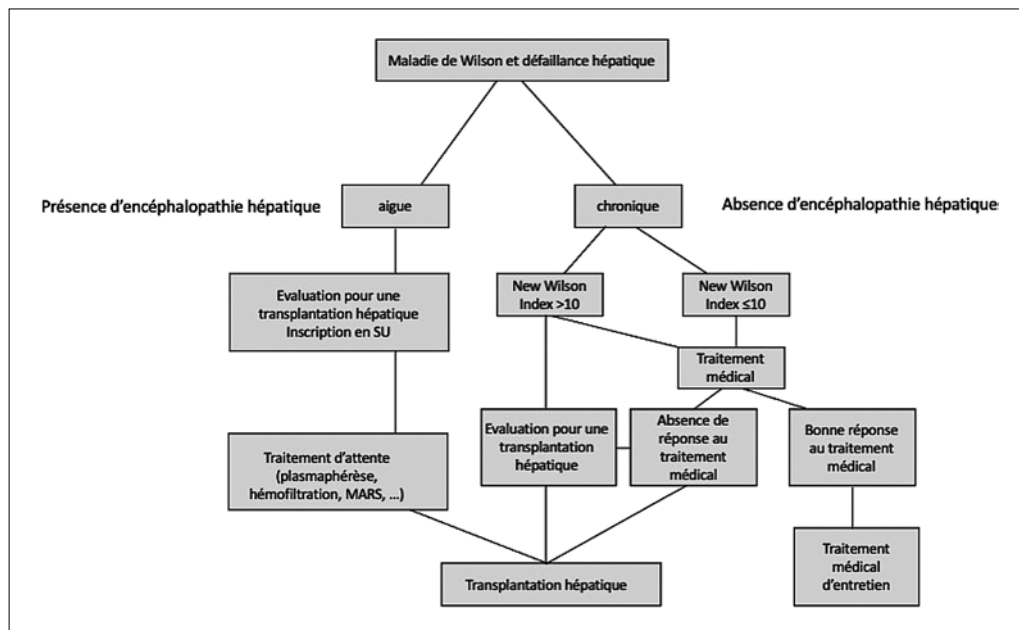 Maladie de Wilson et défaillance hépatique
Présence d'encéphalopathie hépatique
aigue
chronique
Absence d'encéphalopathie hépatique
Evaluation pour une
transplantation hépatique
Inscription en SU
New Wilson
Index >10
New Wilson
Index ≤10
Traitement
médical
Traitement d'attente
(plasmaphérèse,
hémofiltration, MARS, ...)
Evaluation pour une
transplantation
hépatique
Absence de
réponse au
traitement
médical
Bonne réponse
au traitement
médical
Transplantation hépatique
Traitement
médical
d'entretien